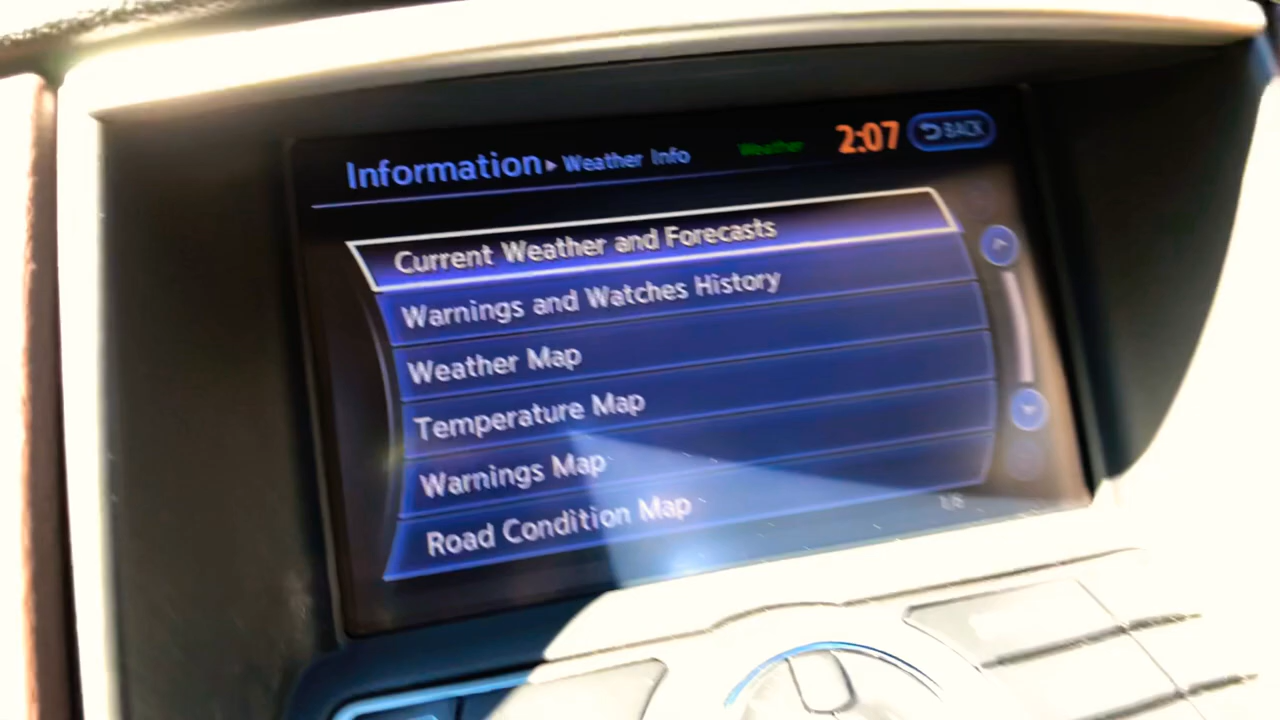 Information ▸ Weather Info Weather 2:07 BACK
Current Weather and Forecasts
Warnings and Watches History
Weather Map
Temperature Map
Warnings Map
Road Condition Map